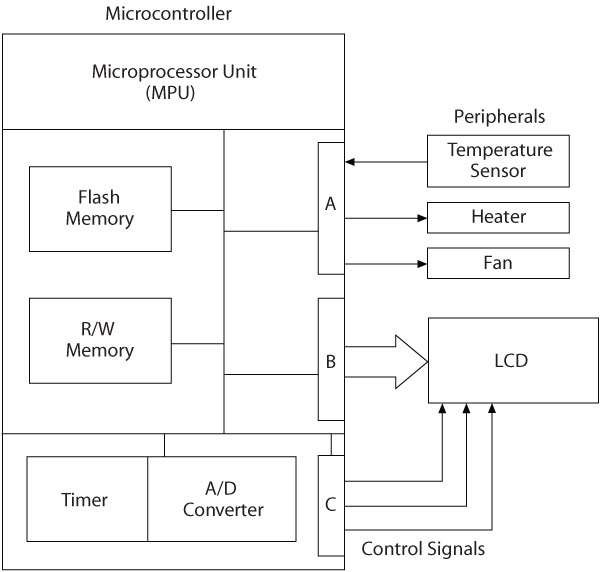 Microcontroller
Microprocessor Unit
(MPU)
Peripherals
Temperature
Sensor
Flash
Memory
A
Heater
Fan
R/W
Memory
B
LCD
Timer
A/D
Converter
C
Control Signals